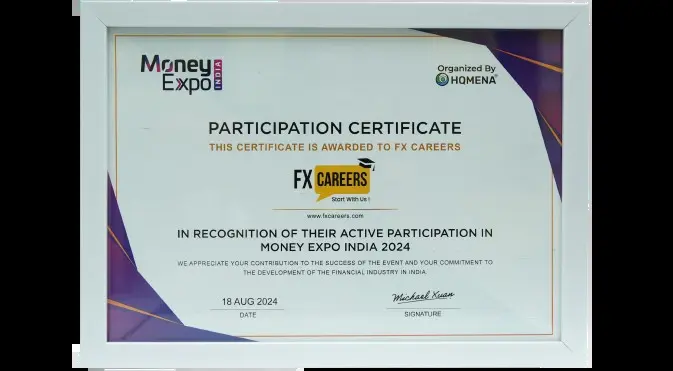 Money
Expo INDIA
Organized By
HQMENA
PARTICIPATION CERTIFICATE
THIS CERTIFICATE IS AWARDED TO FX CAREERS
FX CAREERS
Start With Us !
www.fxcareers.com
IN RECOGNITION OF THEIR ACTIVE PARTICIPATION IN
MONEY EXPO INDIA 2024
WE APPRECIATE YOUR CONTRIBUTION TO THE SUCCESS OF THE EVENT AND YOUR COMMITMENT TO
THE DEVELOPMENT OF THE FINANCIAL INDUSTRY IN INDIA
18 AUG 2024
Michael Xuan
DATE
SIGNATURE